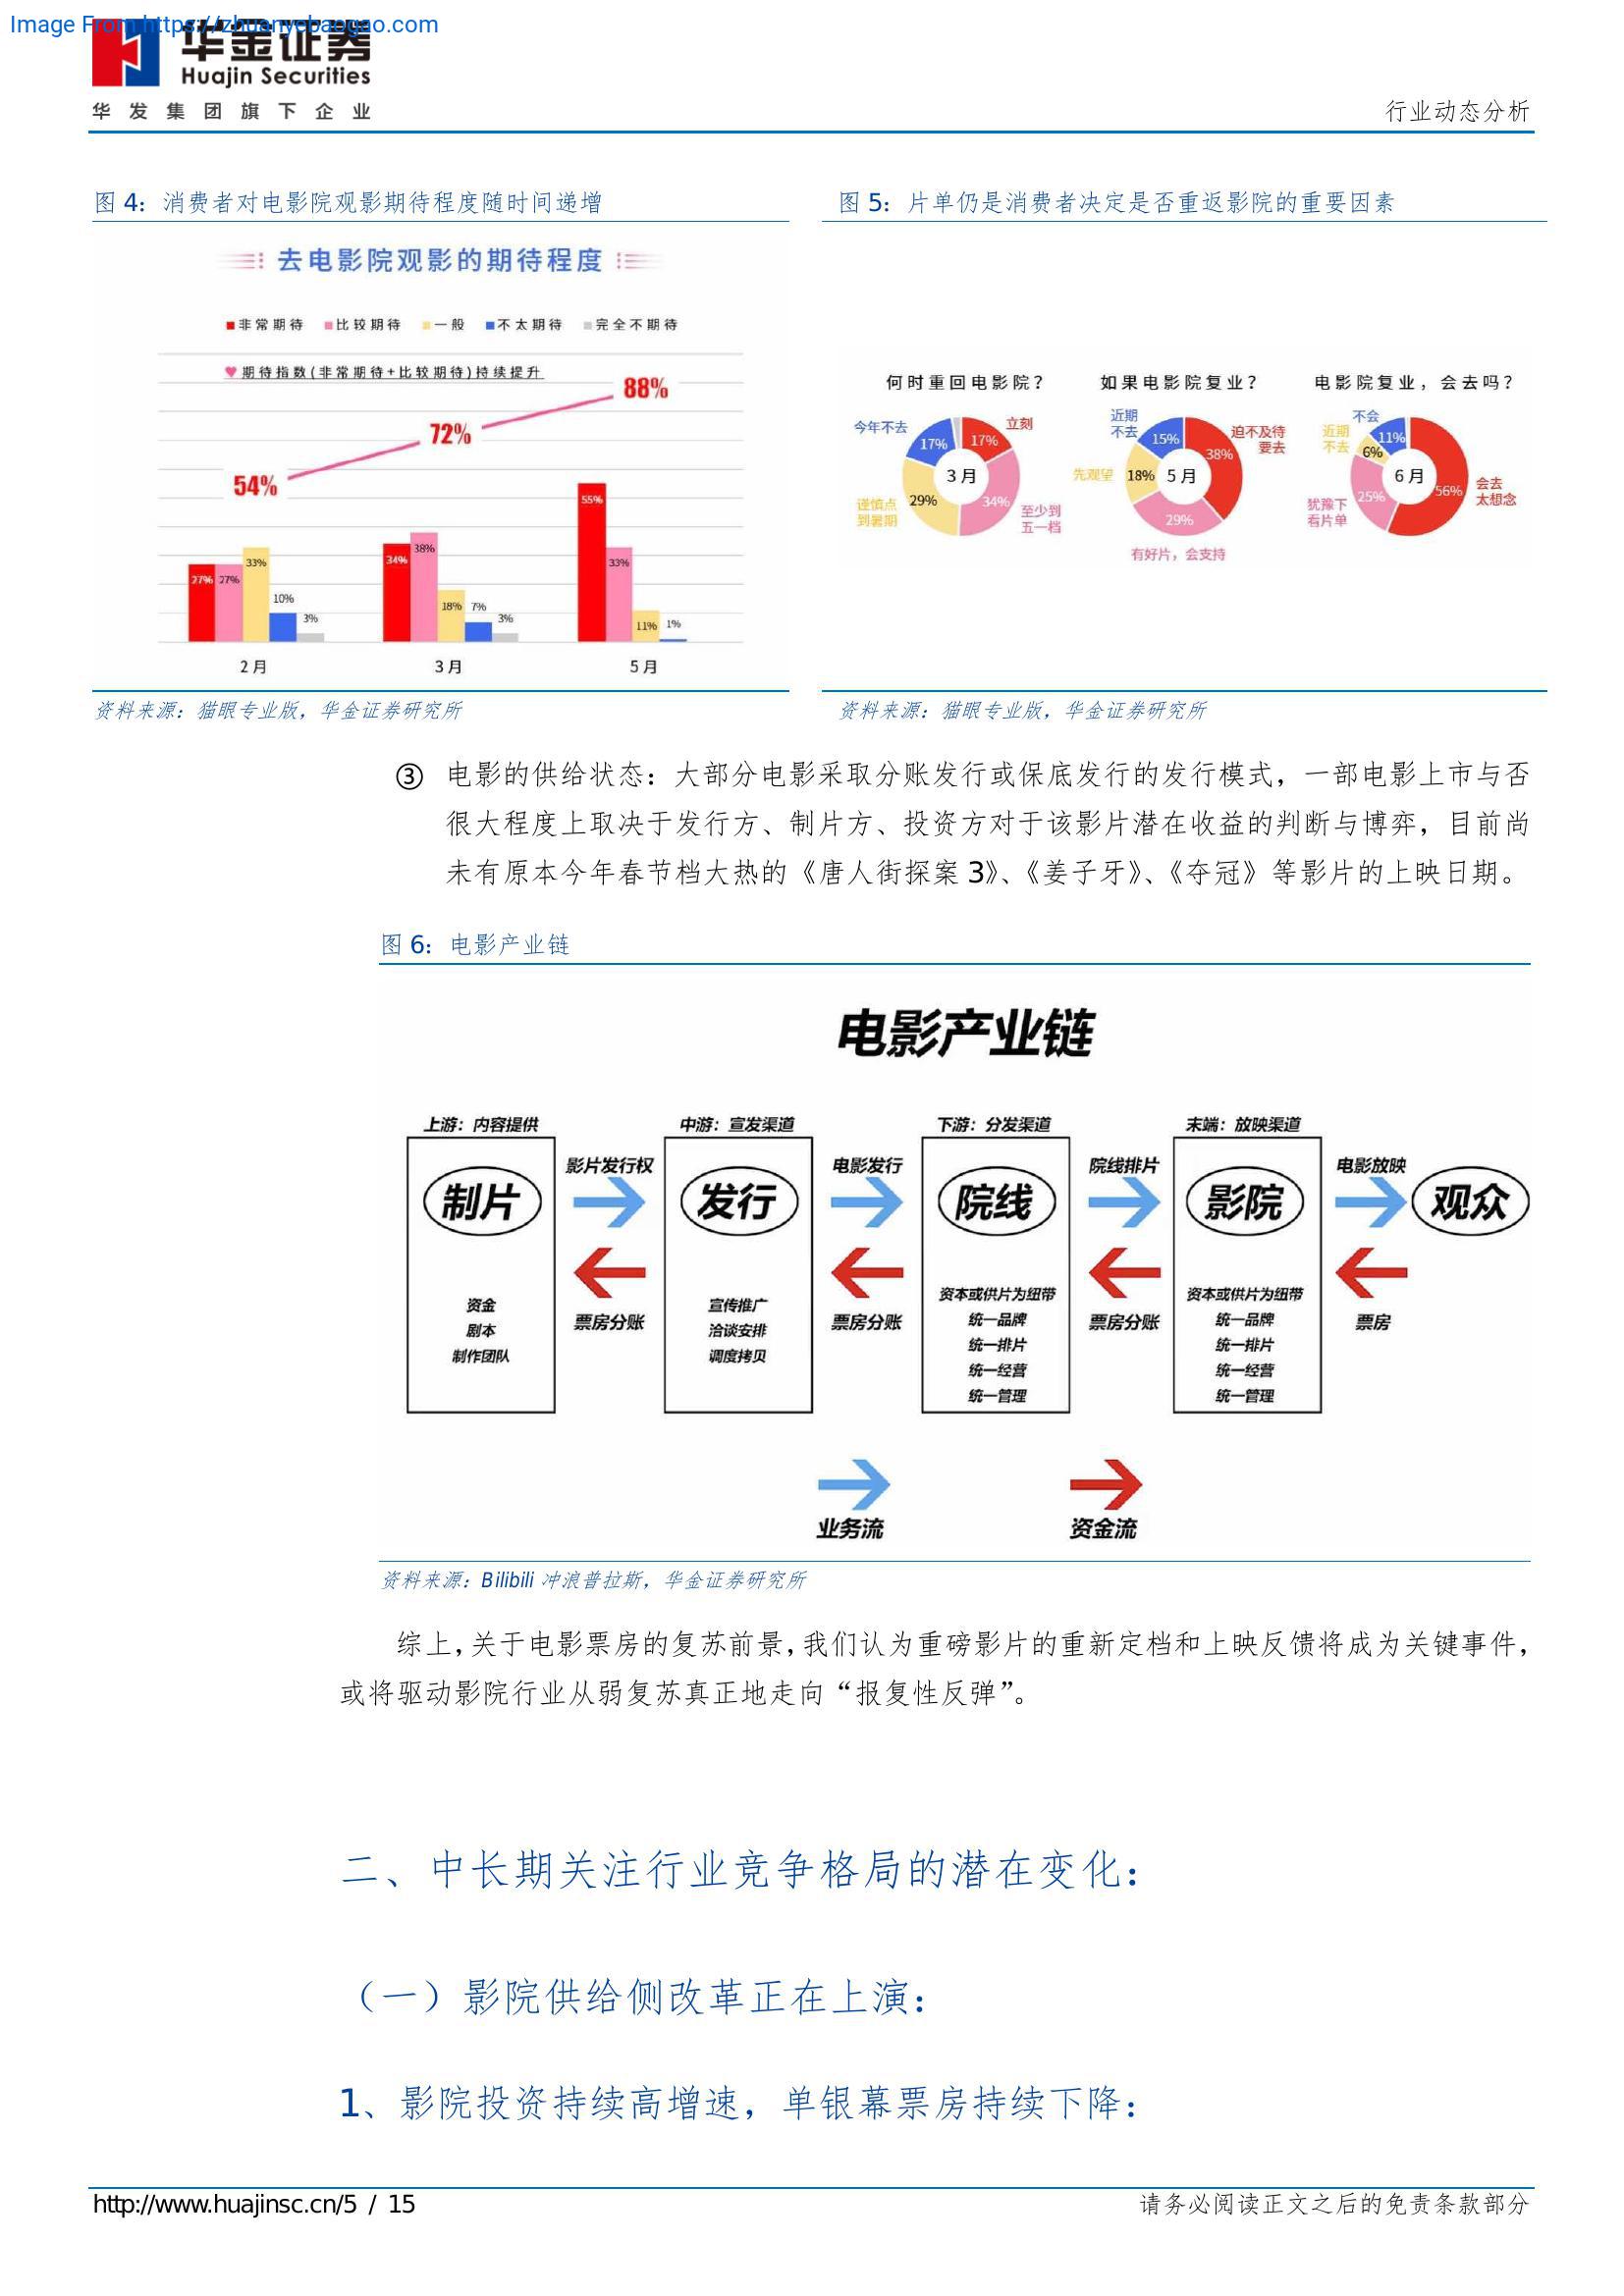 Image From https://zhuanyebaogao.com
华金证券
Huajin Securities
华发集团旗下企业
行业动态分析
图 4：消费者对电影院观影期待程度随时间递增
去电影院观影的期待程度
非常期待 比较期待 一般 不太期待 完全不期待
期待指数(非常期待+比较期待)持续提升
54% 72% 88%
27% 27% 33% 10% 3%
34% 38% 18% 7% 3%
55% 33% 11% 1%
2月 3月 5月
资料来源：猫眼专业版，华金证券研究所
图 5：片单仍是消费者决定是否重返影院的重要因素
何时重回电影院？
今年不去 17%
立刻 17%
3月
谨慎点
到暑期 29%
34% 至少到
五一档
如果电影院复业？
近期
不去 15%
迫不及待
要去 38%
先观望 18%
5月
29%
有好片，会支持
电影院复业，会去吗？
不会 11%
近期
不去 6%
6月
犹豫下
看片单 25%
56% 会去
太想念
资料来源：猫眼专业版，华金证券研究所
③ 电影的供给状态：大部分电影采取分账发行或保底发行的发行模式，一部电影上市与否
很大程度上取决于发行方、制片方、投资方对于该影片潜在收益的判断与博弈，目前尚
未有原本今年春节档大热的《唐人街探案 3》、《姜子牙》、《夺冠》等影片的上映日期。
图 6：电影产业链
电影产业链
上游：内容提供
制片
资金
剧本
制作团队
影片发行权
票房分账
中游：宣发渠道
发行
宣传推广
洽谈安排
调度拷贝
电影发行
票房分账
下游：分发渠道
院线
资本或供片为纽带
统一品牌
统一排片
统一经营
统一管理
院线排片
票房分账
末端：放映渠道
影院
资本或供片为纽带
统一品牌
统一排片
统一经营
统一管理
电影放映
票房
观众
业务流
资金流
资料来源：Bilibili 冲浪普拉斯，华金证券研究所
综上，关于电影票房的复苏前景，我们认为重磅影片的重新定档和上映反馈将成为关键事件，
或将驱动影院行业从弱复苏真正地走向“报复性反弹”。
二、中长期关注行业竞争格局的潜在变化：
（一）影院供给侧改革正在上演：
1、影院投资持续高增速，单银幕票房持续下降：
http://www.huajinsc.cn/5 / 15
请务必阅读正文之后的免责条款部分